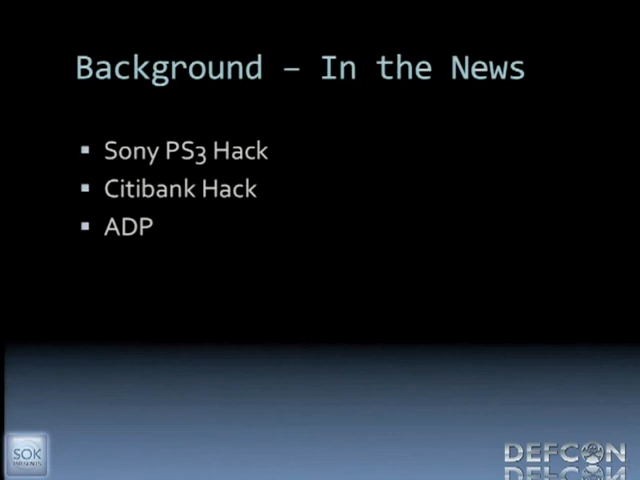 Background – In the News
Sony PS3 Hack
Citibank Hack
ADP
SOK
DEFCON